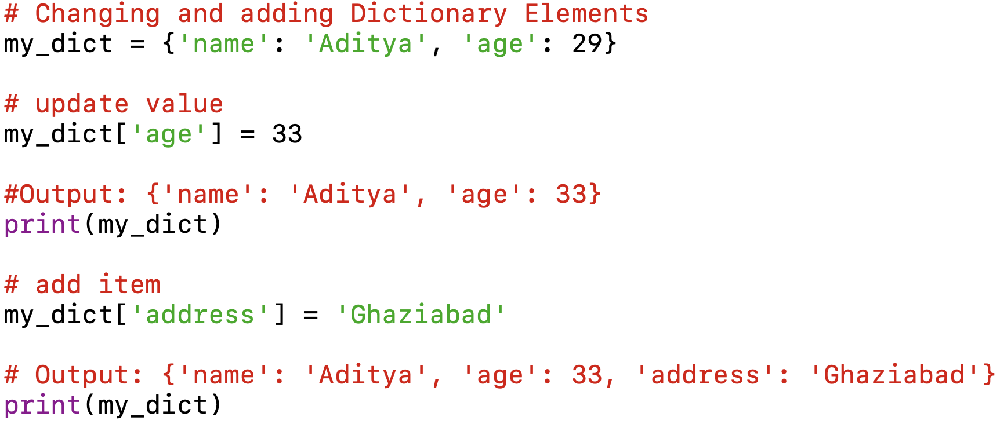 # Changing and adding Dictionary Elements
my_dict = {'name': 'Aditya', 'age': 29}
# update value
my_dict['age'] = 33
#Output: {'name': 'Aditya', 'age': 33}
print(my_dict)
# add item
my_dict['address'] = 'Ghaziabad'
# Output: {'name': 'Aditya', 'age': 33, 'address': 'Ghaziabad'}
print(my_dict)